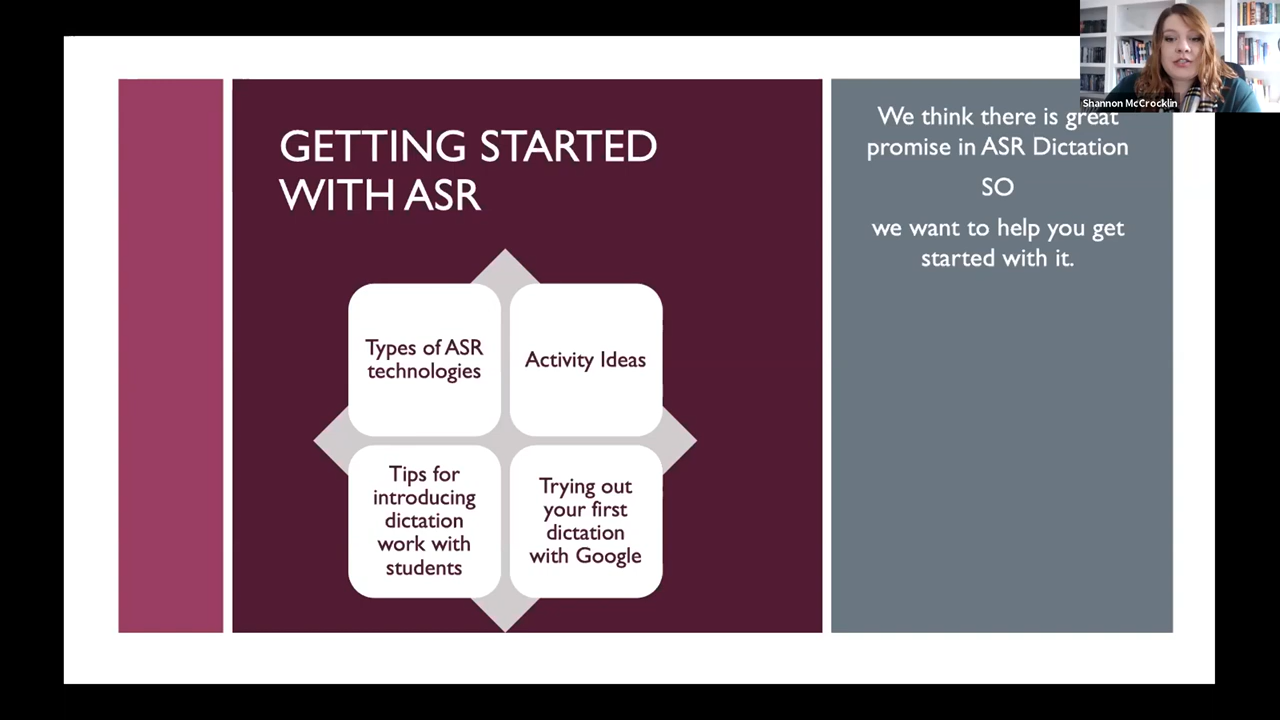 GETTING STARTED
WITH ASR
Types of ASR
technologies
Activity Ideas
Tips for
introducing
dictation
work with
students
Trying out
your first
dictation
with Google
We think there is great
promise in ASR Dictation
SO
we want to help you get
started with it.
Shannon McCrocklin